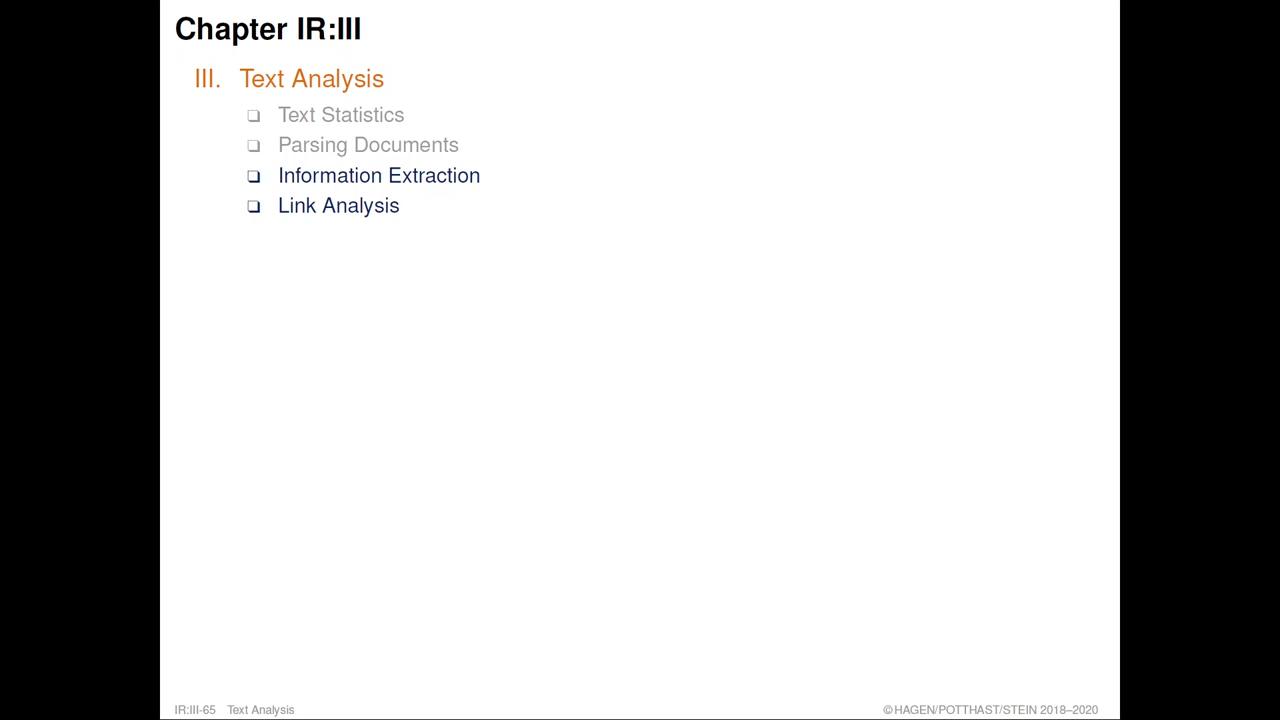 Chapter IR:III
III. Text Analysis
❑ Text Statistics
❑ Parsing Documents
❑ Information Extraction
❑ Link Analysis
IR:III-65 Text Analysis
©HAGEN/POTTHAST/STEIN 2018–2020